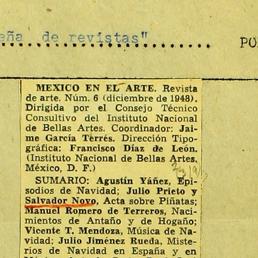 eña de revistas"
PU
MEXICO EN EL ARTE. Revista
de arte. Núm. 6 (diciembre de 1948).
Dirigida por el Consejo Técnico
Consultivo del Instituto Nacional
de Bellas Artes. Coordinador: Jai-
me García Terrés. Dirección Tipo-
gráfica: Francisco Díaz de León.
(Instituto Nacional de Bellas Artes.
México, D. F.)
SUMARIO: Agustín Yáñez, Epi-
sodios de Navidad; Julio Prieto y
Salvador Novo, Acta sobre Piñatas;
Manuel Romero de Terreros, Naci-
mientos de Antaño y de Hogaño;
Vicente T. Mendoza, Música de Na-
vidad; Julio Jiménez Rueda, Miste-
rios de Navidad en España y en